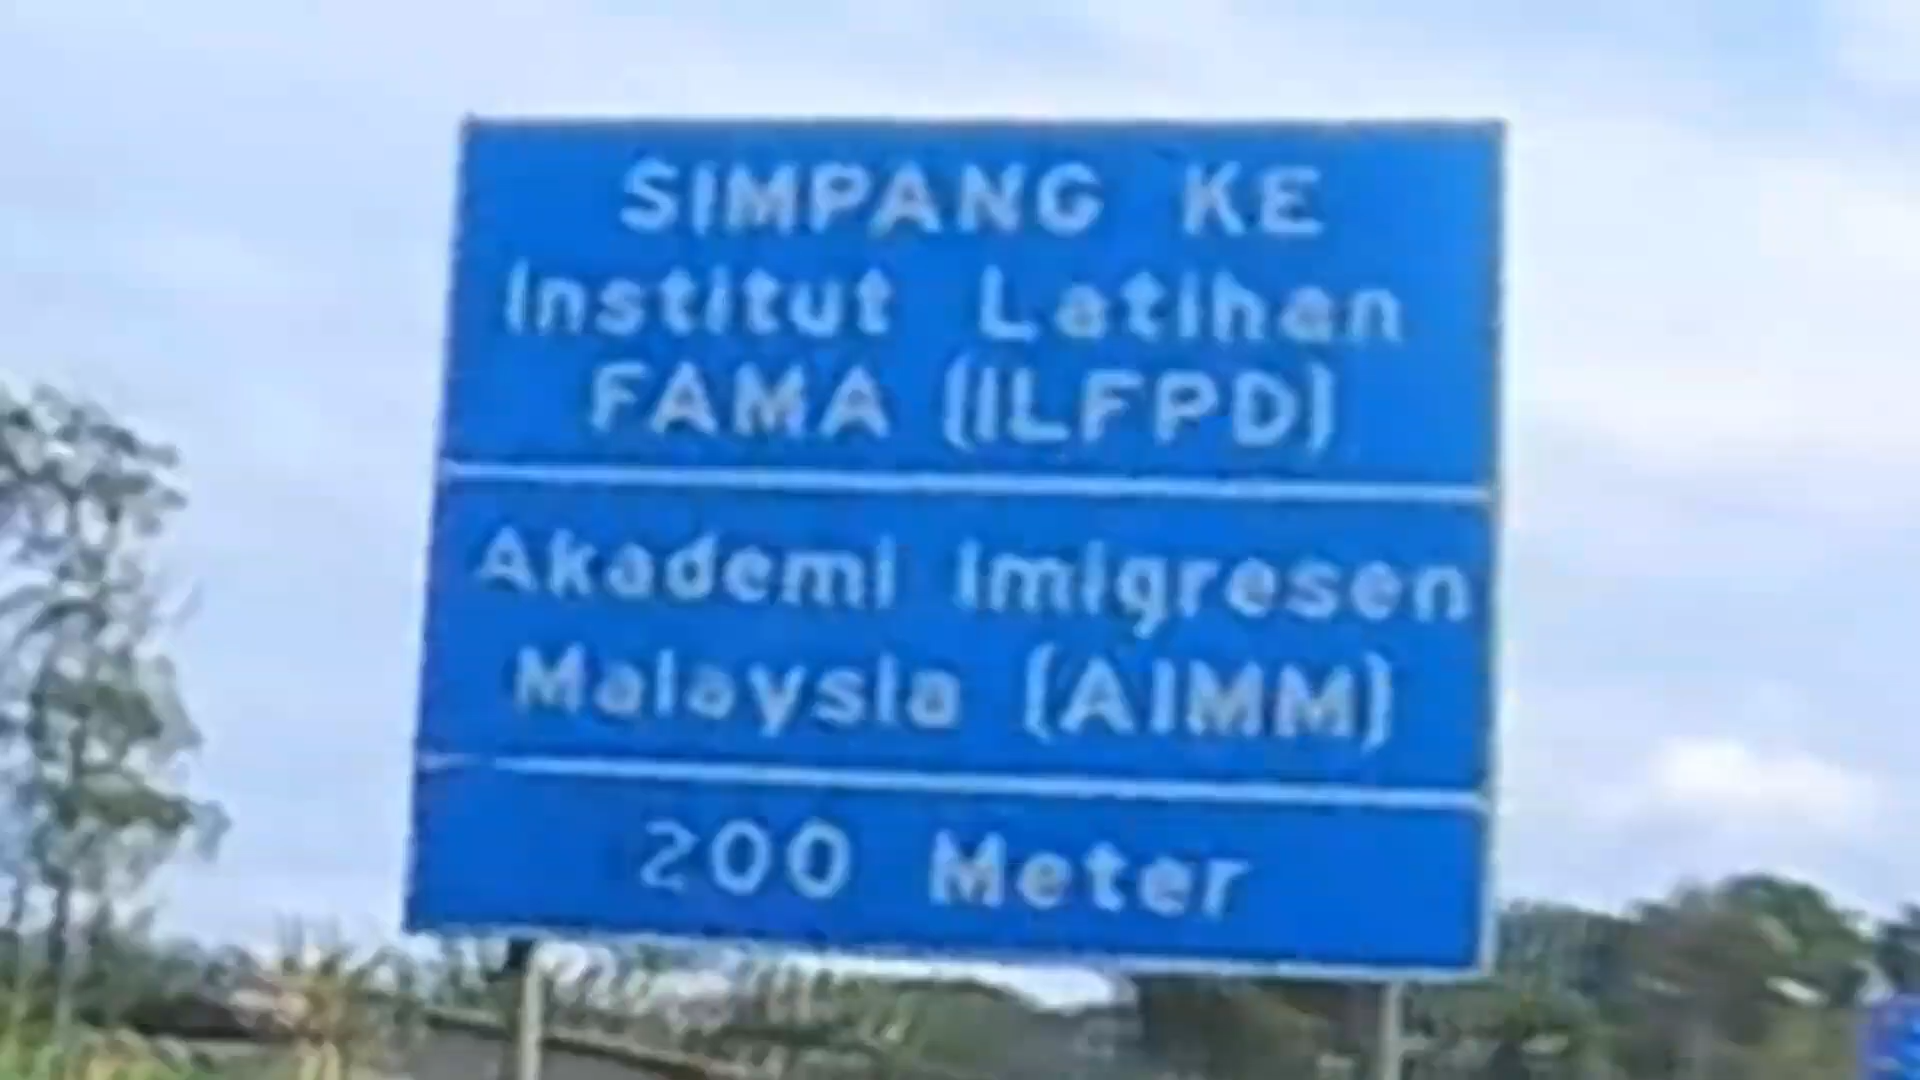 SIMPANG KE
Institut Latihan
FAMA (ILFPD)
Akademi Imigresen
Malaysia (AIMM)
200 Meter